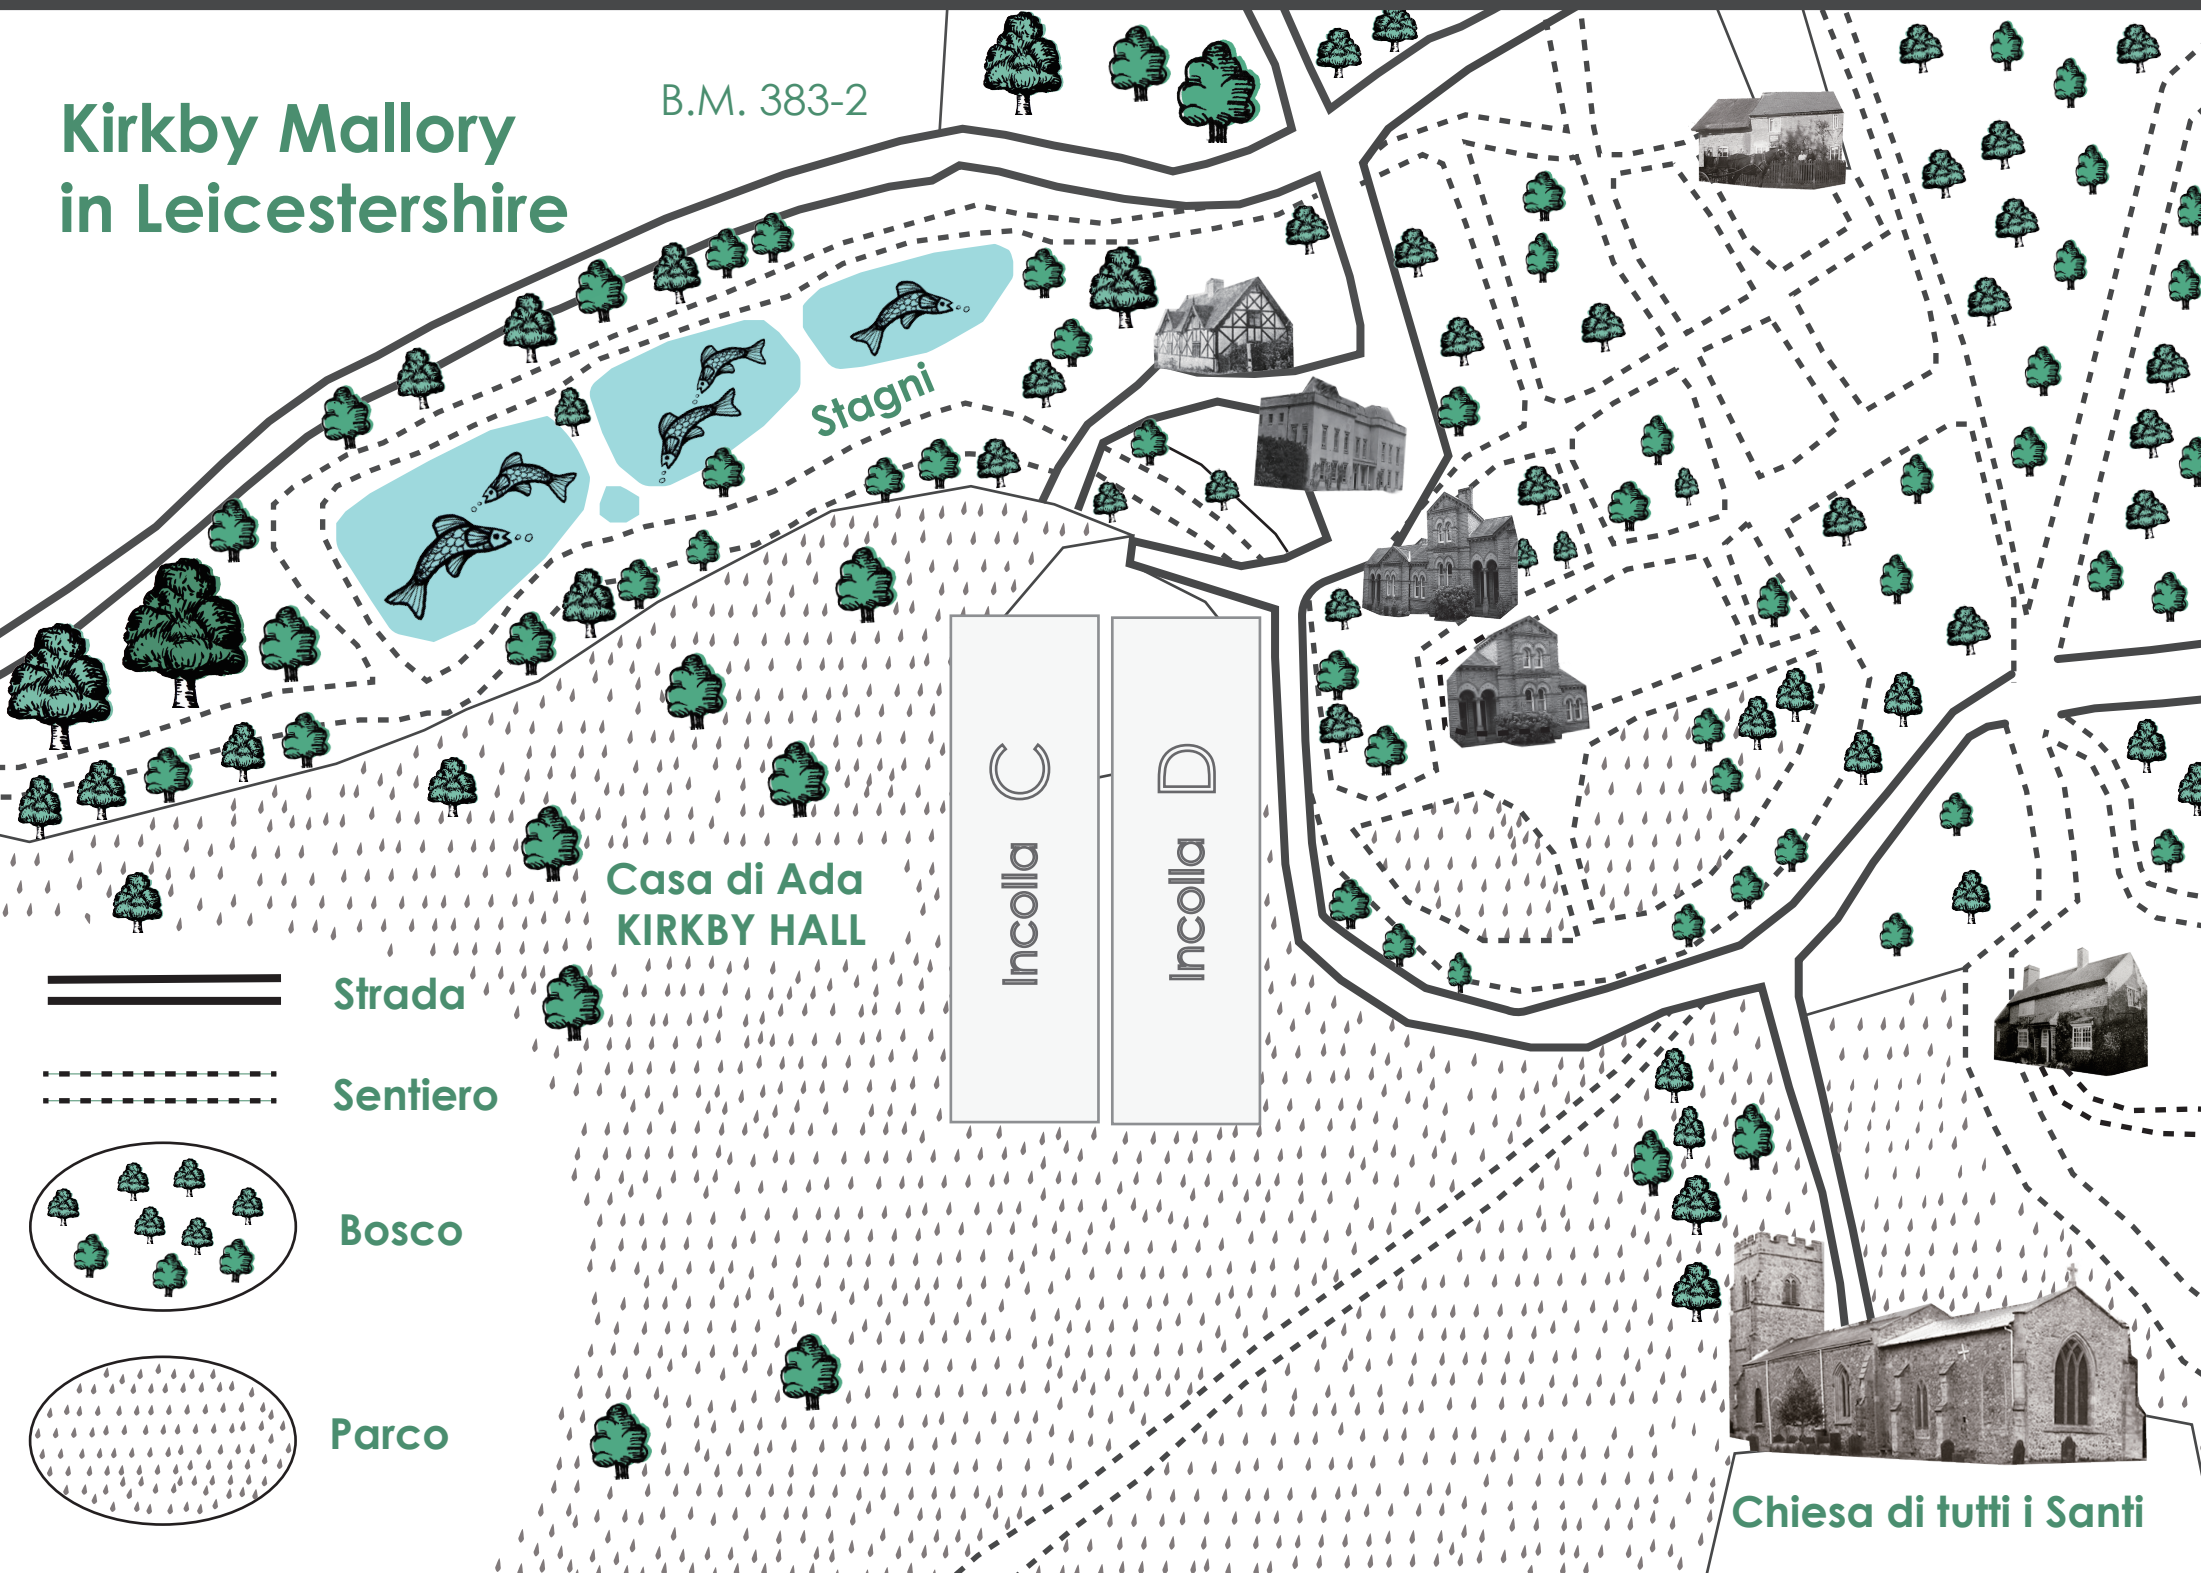 Kirkby Mallory
in Leicestershire
B.M. 383-2
Stagni
Incolla C
Incolla D
Casa di Ada
KIRKBY HALL
Strada
Sentiero
Bosco
Parco
Chiesa di tutti i Santi